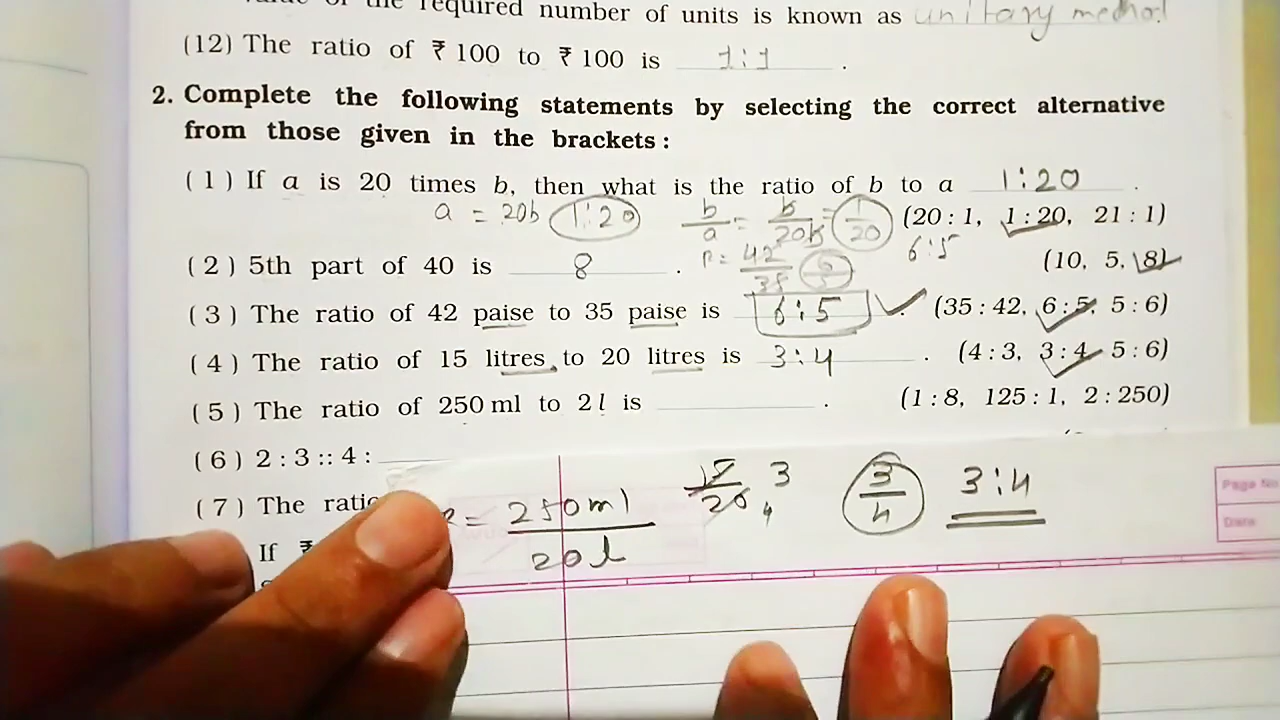 of the required number of units is known as unitary method
(12) The ratio of ₹ 100 to ₹ 100 is 1:1 .
2. Complete the following statements by selecting the correct alternative
from those given in the brackets :
( 1 ) If a is 20 times b, then what is the ratio of b to a 1:20 .
a = 20b 1:20 b/a = b/20b = 1/20 (20 : 1, 1 : 20, 21 : 1)
( 2 ) 5th part of 40 is 8 . 42/35 6:5 (10, 5, 8)
( 3 ) The ratio of 42 paise to 35 paise is 6:5 . (35 : 42, 6 : 5, 5 : 6)
( 4 ) The ratio of 15 litres to 20 litres is 3:4 . (4 : 3, 3 : 4, 5 : 6)
( 5 ) The ratio of 250 ml to 2 l is . (1 : 8, 125 : 1, 2 : 250)
( 6 ) 2 : 3 :: 4 :
( 7 ) The ratio
If ₹
= 250ml/20l 15/20 3 4 3/4 3:4
Page No
Date